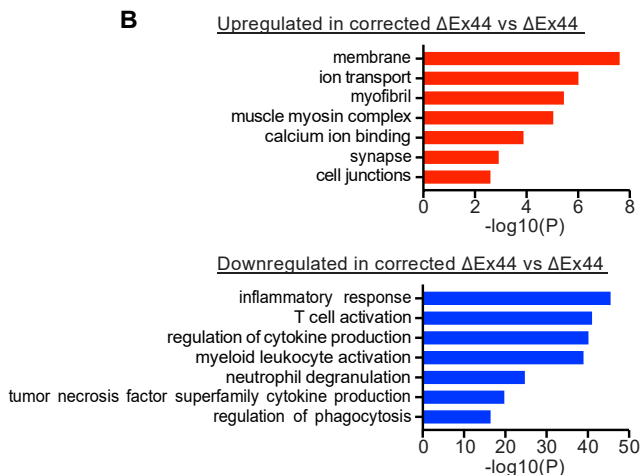 B
Upregulated in corrected ΔEx44 vs ΔEx44
membrane
ion transport
myofibril
muscle myosin complex
calcium ion binding
synapse
cell junctions
0 2 4 6 8
-log10(P)
Downregulated in corrected ΔEx44 vs ΔEx44
inflammatory response
T cell activation
regulation of cytokine production
myeloid leukocyte activation
neutrophil degranulation
tumor necrosis factor superfamily cytokine production
regulation of phagocytosis
0 10 20 30 40 50
-log10(P)